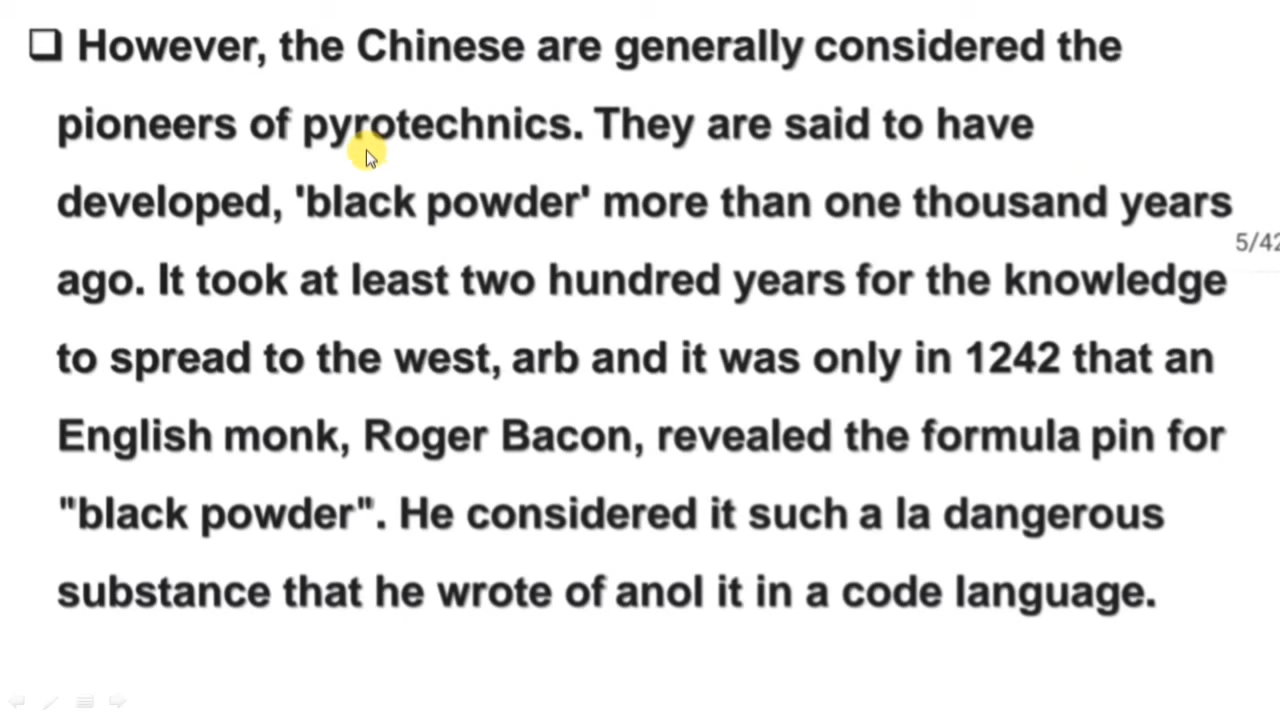 ❑ However, the Chinese are generally considered the
pioneers of pyrotechnics. They are said to have
developed, 'black powder' more than one thousand years
5/42
ago. It took at least two hundred years for the knowledge
to spread to the west, arb and it was only in 1242 that an
English monk, Roger Bacon, revealed the formula pin for
"black powder". He considered it such a la dangerous
substance that he wrote of anol it in a code language.